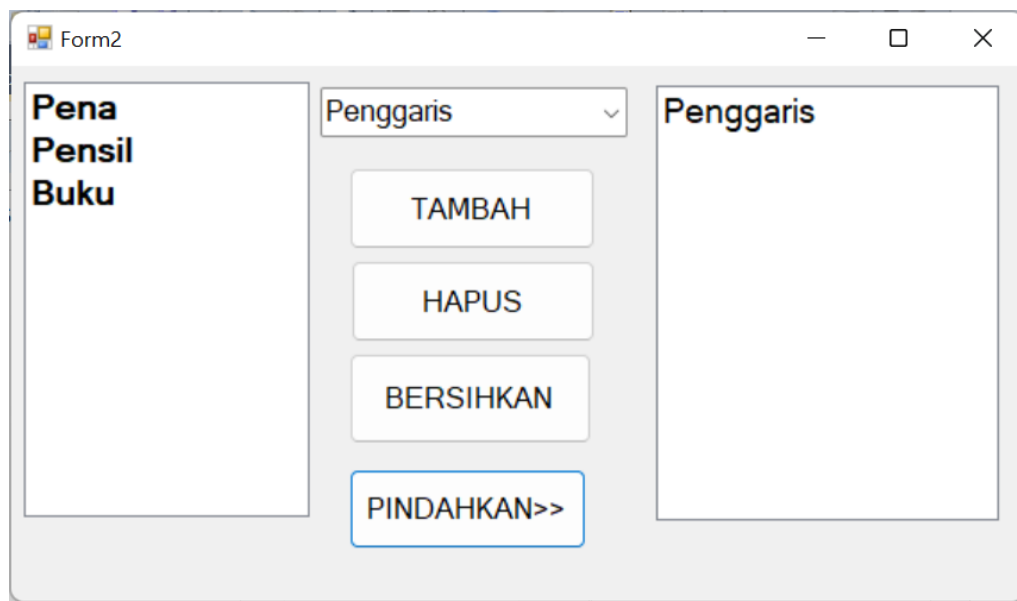 Form2
Pena
Pensil
Buku
Penggaris
TAMBAH
HAPUS
BERSIHKAN
PINDAHKAN>>
Penggaris